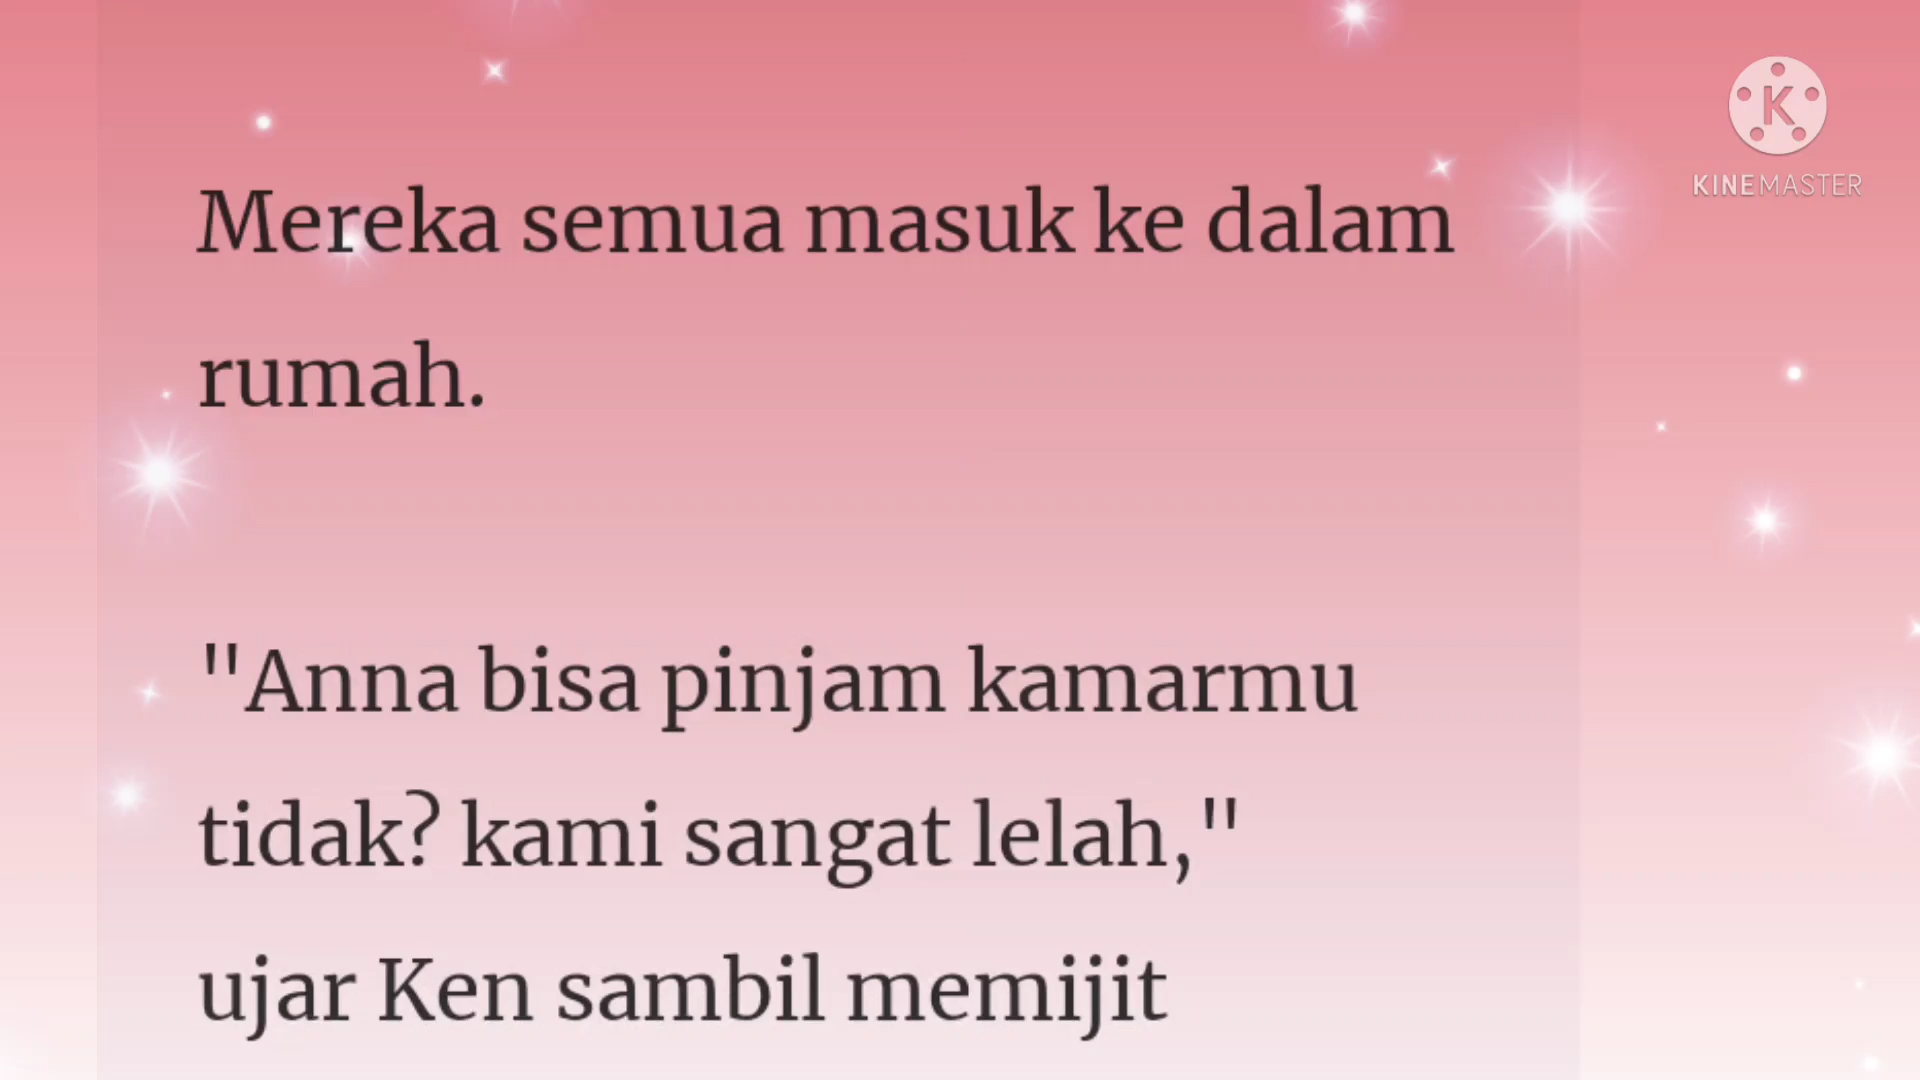 KINEMASTER
Mereka semua masuk ke dalam
rumah.
"Anna bisa pinjam kamarmu
tidak? kami sangat lelah,"
ujar Ken sambil memijit